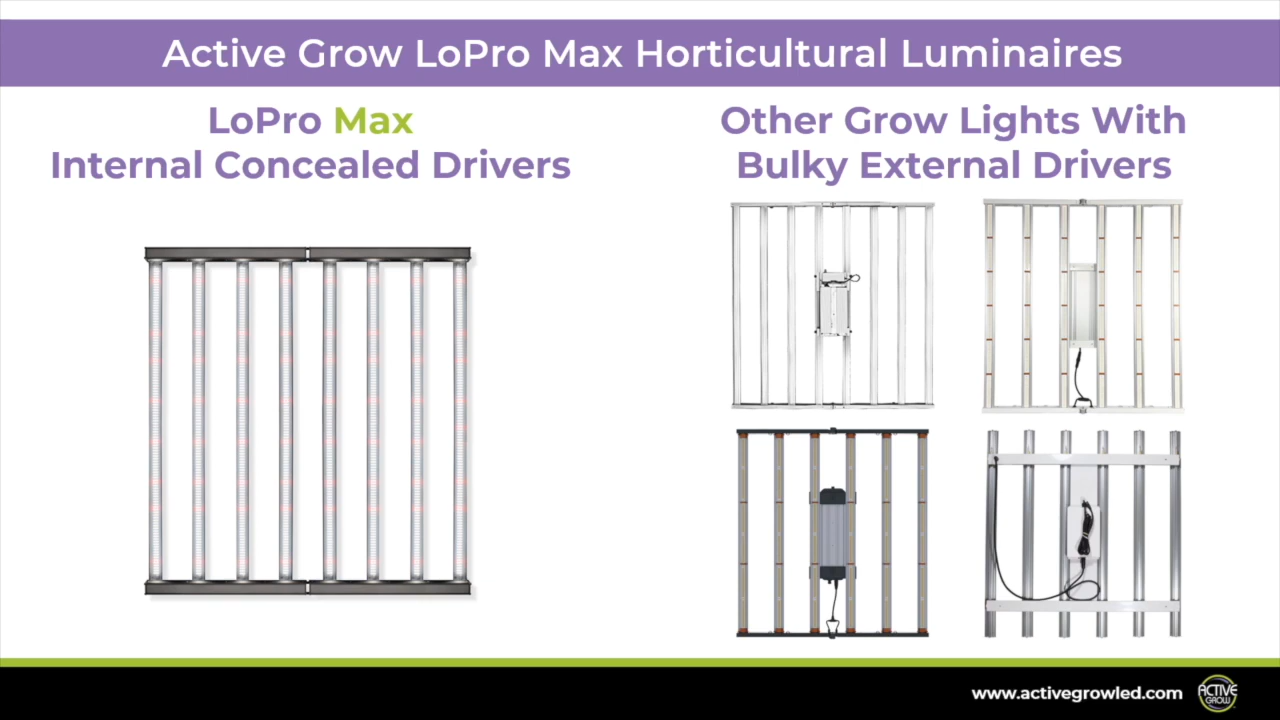 Active Grow LoPro Max Horticultural Luminaires
LoPro Max
Internal Concealed Drivers
Other Grow Lights With
Bulky External Drivers
www.activegrowled.com
ACTIVE
GROW